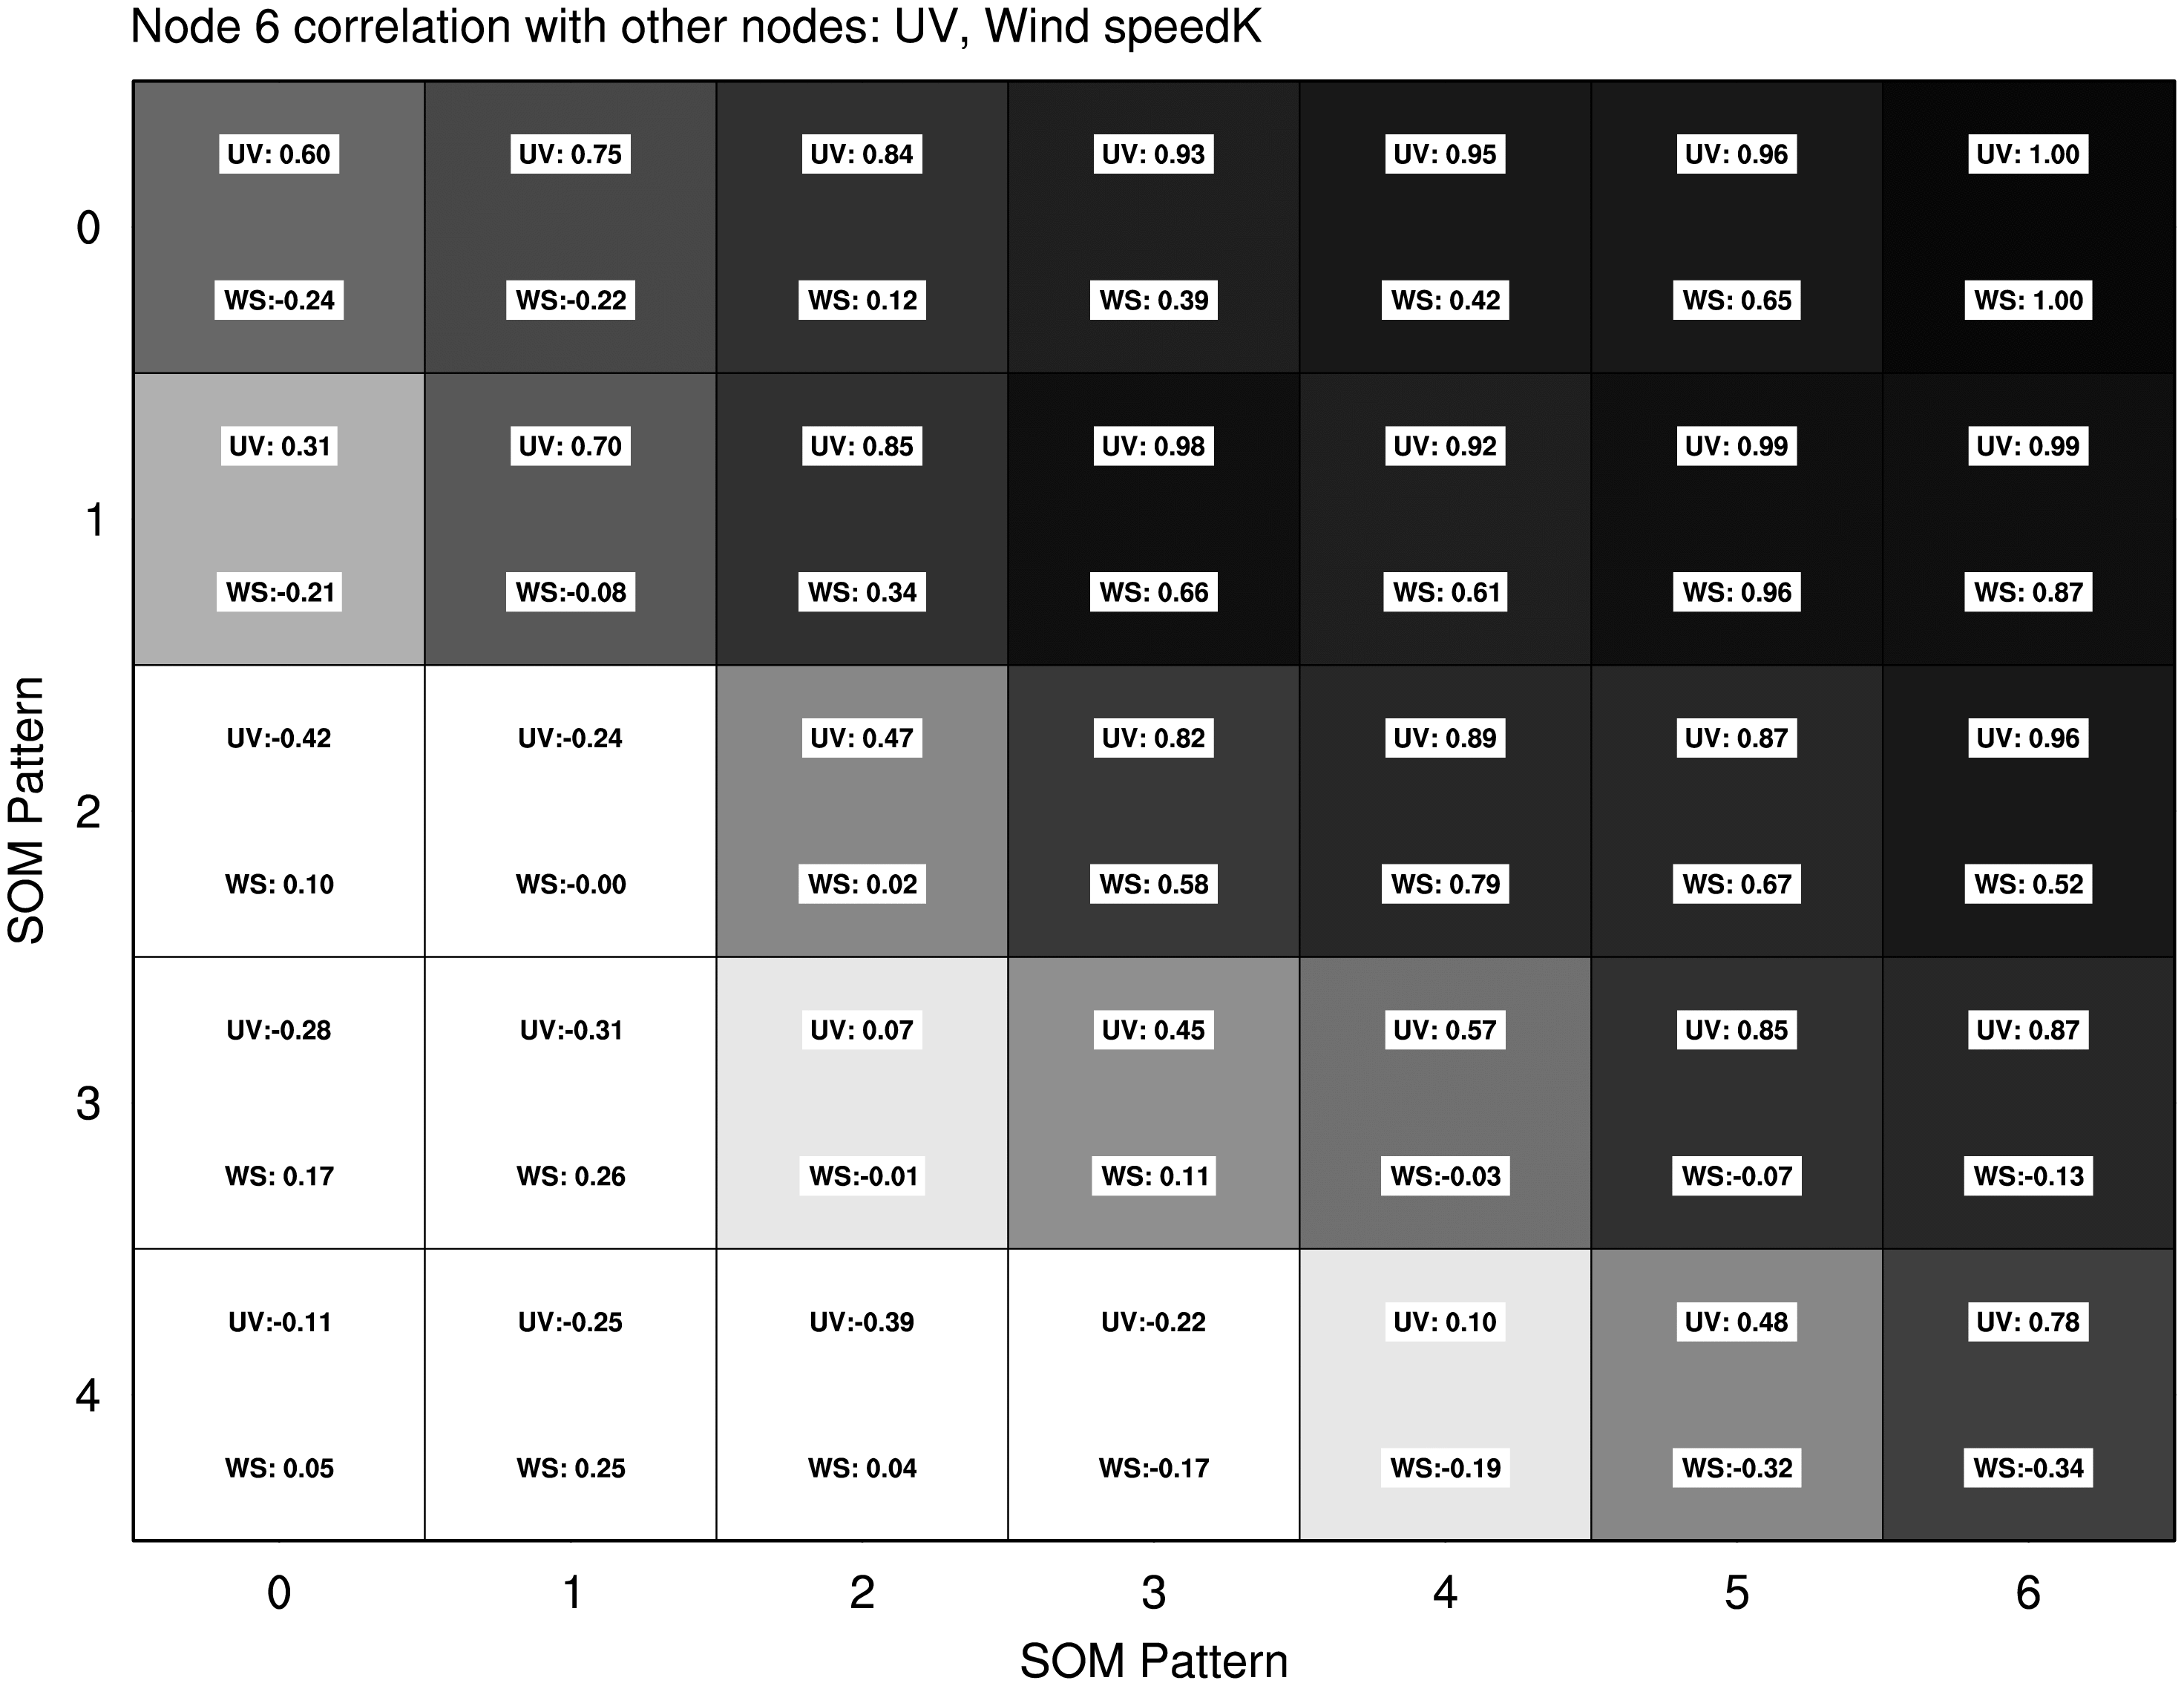 Node 6 correlation with other nodes: UV, Wind speedK
UV: 0.60 UV: 0.75 UV: 0.84 UV: 0.93 UV: 0.95 UV: 0.96 UV: 1.00
0
WS:-0.24 WS:-0.22 WS: 0.12 WS: 0.39 WS: 0.42 WS: 0.65 WS: 1.00
UV: 0.31 UV: 0.70 UV: 0.85 UV: 0.98 UV: 0.92 UV: 0.99 UV: 0.99
1
WS:-0.21 WS:-0.08 WS: 0.34 WS: 0.66 WS: 0.61 WS: 0.96 WS: 0.87
SOM Pattern
UV:-0.42 UV:-0.24 UV: 0.47 UV: 0.82 UV: 0.89 UV: 0.87 UV: 0.96
2
WS: 0.10 WS:-0.00 WS: 0.02 WS: 0.58 WS: 0.79 WS: 0.67 WS: 0.52
UV:-0.28 UV:-0.31 UV: 0.07 UV: 0.45 UV: 0.57 UV: 0.85 UV: 0.87
3
WS: 0.17 WS: 0.26 WS:-0.01 WS: 0.11 WS:-0.03 WS:-0.07 WS:-0.13
UV:-0.11 UV:-0.25 UV:-0.39 UV:-0.22 UV: 0.10 UV: 0.48 UV: 0.78
4
WS: 0.05 WS: 0.25 WS: 0.04 WS:-0.17 WS:-0.19 WS:-0.32 WS:-0.34
0 1 2 3 4 5 6
SOM Pattern